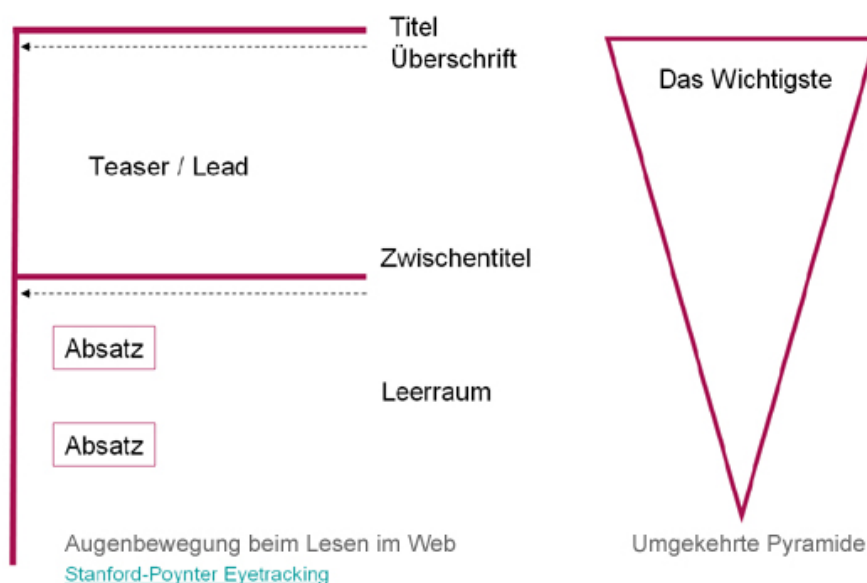 Titel
Überschrift
Teaser / Lead
Zwischentitel
Absatz
Leerraum
Absatz
Augenbewegung beim Lesen im Web
Stanford-Poynter Eyetracking
Das Wichtigste
Umgekehrte Pyramide